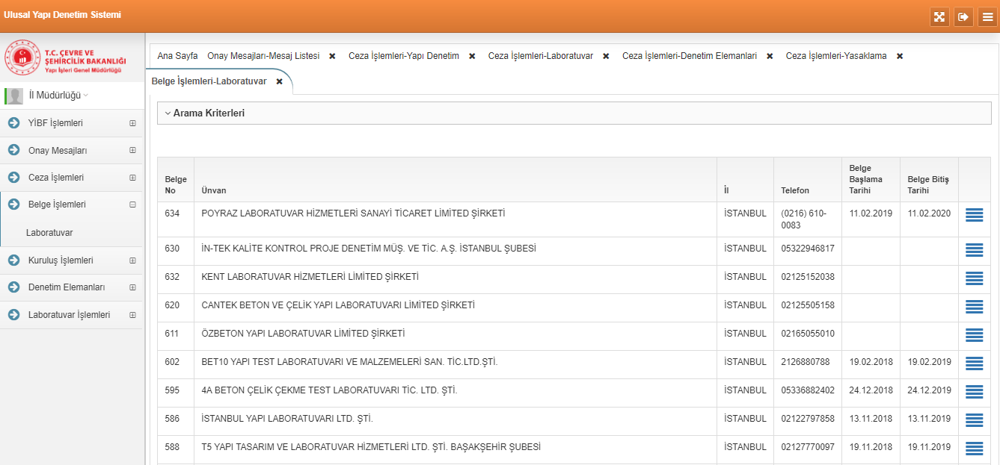 Ulusal Yapı Denetim Sistemi
T.C. ÇEVRE VE
ŞEHİRCİLİK BAKANLIĞI
Yapı İşleri Genel Müdürlüğü
İl Müdürlüğü
YİBF İşlemleri
Onay Mesajları
Ceza İşlemleri
Belge İşlemleri
Laboratuvar
Kuruluş İşlemleri
Denetim Elemanları
Laboratuvar İşlemleri
Ana Sayfa Onay Mesajları-Mesaj Listesi Ceza İşlemleri-Yapı Denetim Ceza İşlemleri-Laboratuvar Ceza İşlemleri-Denetim Elemanlari Ceza İşlemleri-Yasaklama
Belge İşlemleri-Laboratuvar
Arama Kriterleri
Belge No Ünvan İl Telefon Belge Başlama Tarihi Belge Bitiş Tarihi
634 POYRAZ LABORATUVAR HİZMETLERİ SANAYİ TİCARET LİMİTED ŞİRKETİ İSTANBUL (0216) 610-0083 11.02.2019 11.02.2020
630 İN-TEK KALİTE KONTROL PROJE DENETİM MÜŞ. VE TİC. A.Ş. İSTANBUL ŞUBESİ İSTANBUL 05322946817
632 KENT LABORATUVAR HİZMETLERİ LİMİTED ŞİRKETİ İSTANBUL 02125152038
620 CANTEK BETON VE ÇELİK YAPI LABORATUVARI LİMİTED ŞİRKETİ İSTANBUL 02125505158
611 ÖZBETON YAPI LABORATUVAR LİMİTED ŞİRKETİ İSTANBUL 02165055010
602 BET10 YAPI TEST LABORATUVARI VE MALZEMELERİ SAN. TİC.LTD.ŞTİ. İSTANBUL 2126880788 19.02.2018 19.02.2019
595 4A BETON ÇELİK ÇEKME TEST LABORATUVARI TİC. LTD. ŞTİ. İSTANBUL 05336882402 24.12.2018 24.12.2019
586 İSTANBUL YAPI LABORATUVARI LTD. ŞTİ. İSTANBUL 02122797858 13.11.2018 13.11.2019
588 T5 YAPI TASARIM VE LABORATUVAR HİZMETLERİ LTD. ŞTİ. BAŞAKŞEHİR ŞUBESİ İSTANBUL 02127770097 19.11.2018 19.11.2019